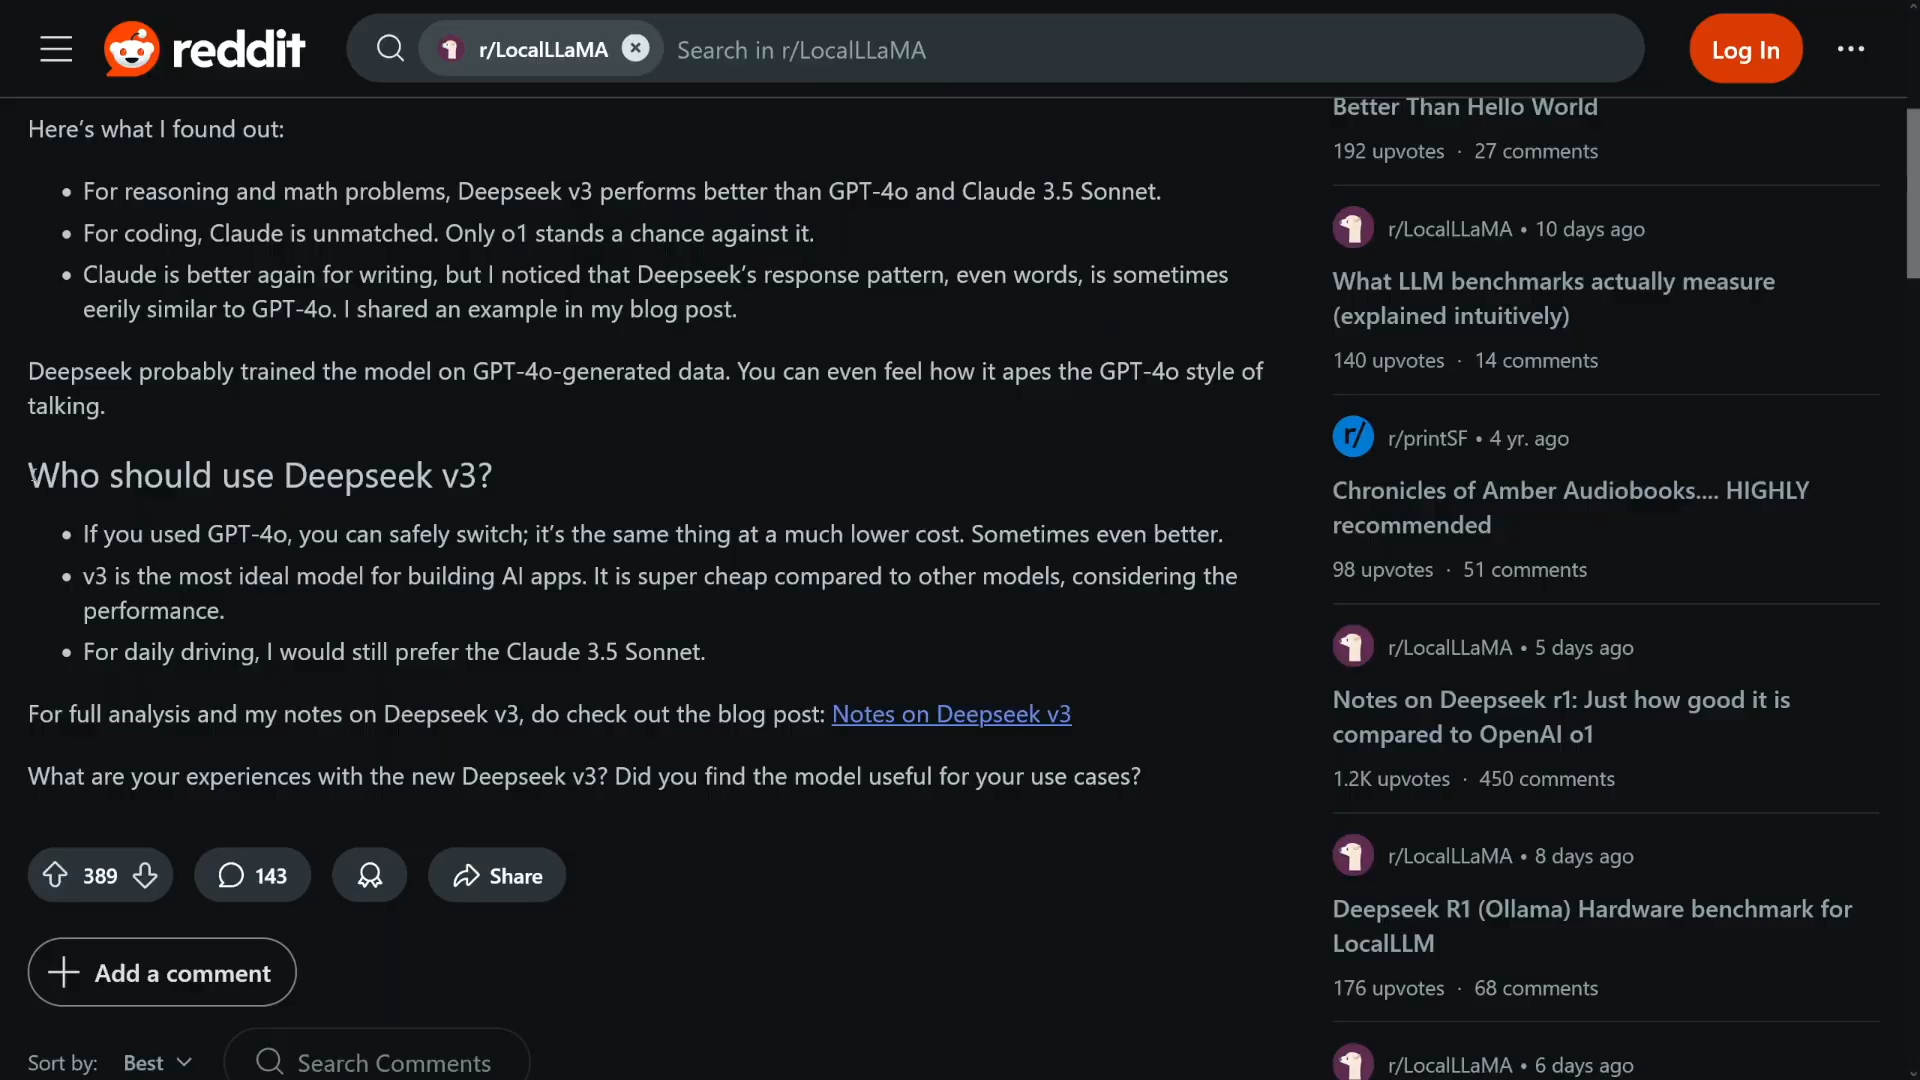 reddit
r/LocalLLaMA
Search in r/LocalLLaMA
Log In
Here's what I found out:
For reasoning and math problems, Deepseek v3 performs better than GPT-4o and Claude 3.5 Sonnet.
For coding, Claude is unmatched. Only o1 stands a chance against it.
Claude is better again for writing, but I noticed that Deepseek's response pattern, even words, is sometimes
eerily similar to GPT-4o. I shared an example in my blog post.
Deepseek probably trained the model on GPT-4o-generated data. You can even feel how it apes the GPT-4o style of
talking.
Who should use Deepseek v3?
If you used GPT-4o, you can safely switch; it's the same thing at a much lower cost. Sometimes even better.
v3 is the most ideal model for building AI apps. It is super cheap compared to other models, considering the
performance.
For daily driving, I would still prefer the Claude 3.5 Sonnet.
For full analysis and my notes on Deepseek v3, do check out the blog post: Notes on Deepseek v3
What are your experiences with the new Deepseek v3? Did you find the model useful for your use cases?
389
143
Share
Add a comment
Sort by: Best
Search Comments
Better Than Hello World
192 upvotes · 27 comments
r/LocalLLaMA • 10 days ago
What LLM benchmarks actually measure
(explained intuitively)
140 upvotes · 14 comments
r/
r/printSF • 4 yr. ago
Chronicles of Amber Audiobooks.... HIGHLY
recommended
98 upvotes · 51 comments
r/LocalLLaMA • 5 days ago
Notes on Deepseek r1: Just how good it is
compared to OpenAI o1
1.2K upvotes · 450 comments
r/LocalLLaMA • 8 days ago
Deepseek R1 (Ollama) Hardware benchmark for
LocalLLM
176 upvotes · 68 comments
r/LocalLLaMA • 6 days ago